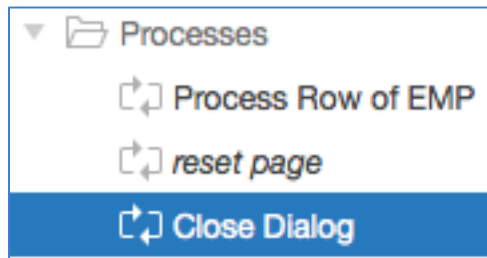 Processes
Process Row of EMP
reset page
Close Dialog